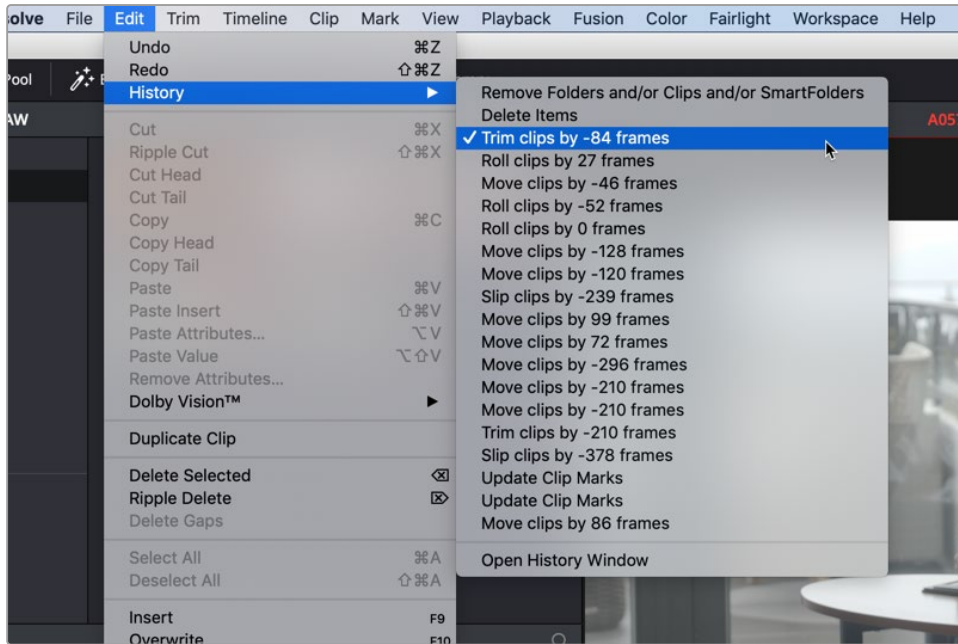 olve File Edit Trim Timeline Clip Mark View Playback Fusion Color Fairlight Workspace Help
Undo ⌘Z
Redo ⇧⌘Z
History ▶
Cut ⌘X
Ripple Cut ⇧⌘X
Cut Head
Cut Tail
Copy ⌘C
Copy Head
Copy Tail
Paste ⌘V
Paste Insert ⇧⌘V
Paste Attributes... ⌥V
Paste Value ⌥⇧V
Remove Attributes...
Dolby Vision™ ▶
Duplicate Clip
Delete Selected ⌫
Ripple Delete ⌦
Delete Gaps
Select All ⌘A
Deselect All ⇧⌘A
Insert F9
Overwrite F10
Remove Folders and/or Clips and/or SmartFolders
Delete Items
✓ Trim clips by -84 frames
Roll clips by 27 frames
Move clips by -46 frames
Roll clips by -52 frames
Roll clips by 0 frames
Move clips by -128 frames
Move clips by -120 frames
Slip clips by -239 frames
Move clips by 99 frames
Move clips by 72 frames
Move clips by -296 frames
Move clips by -210 frames
Move clips by -210 frames
Trim clips by -210 frames
Slip clips by -378 frames
Update Clip Marks
Update Clip Marks
Move clips by 86 frames
Open History Window
ool
AW
A05